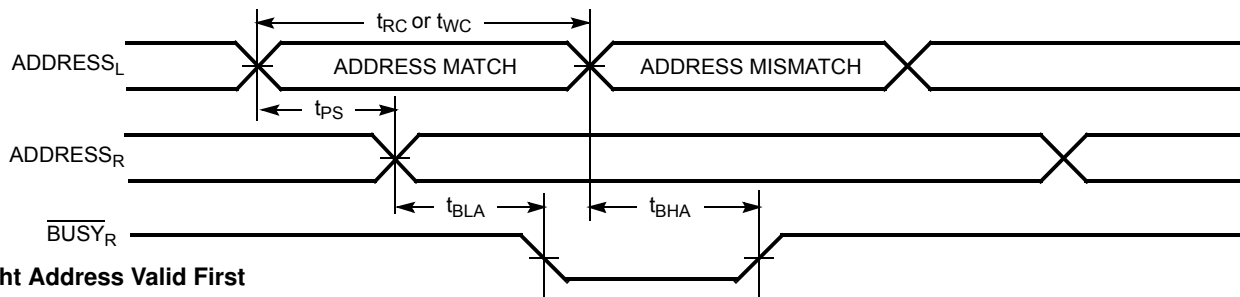 tRC or tWC
ADDRESSL
ADDRESS MATCH
ADDRESS MISMATCH
tPS
ADDRESSR
tBLA
tBHA
BUSYR
ht Address Valid First